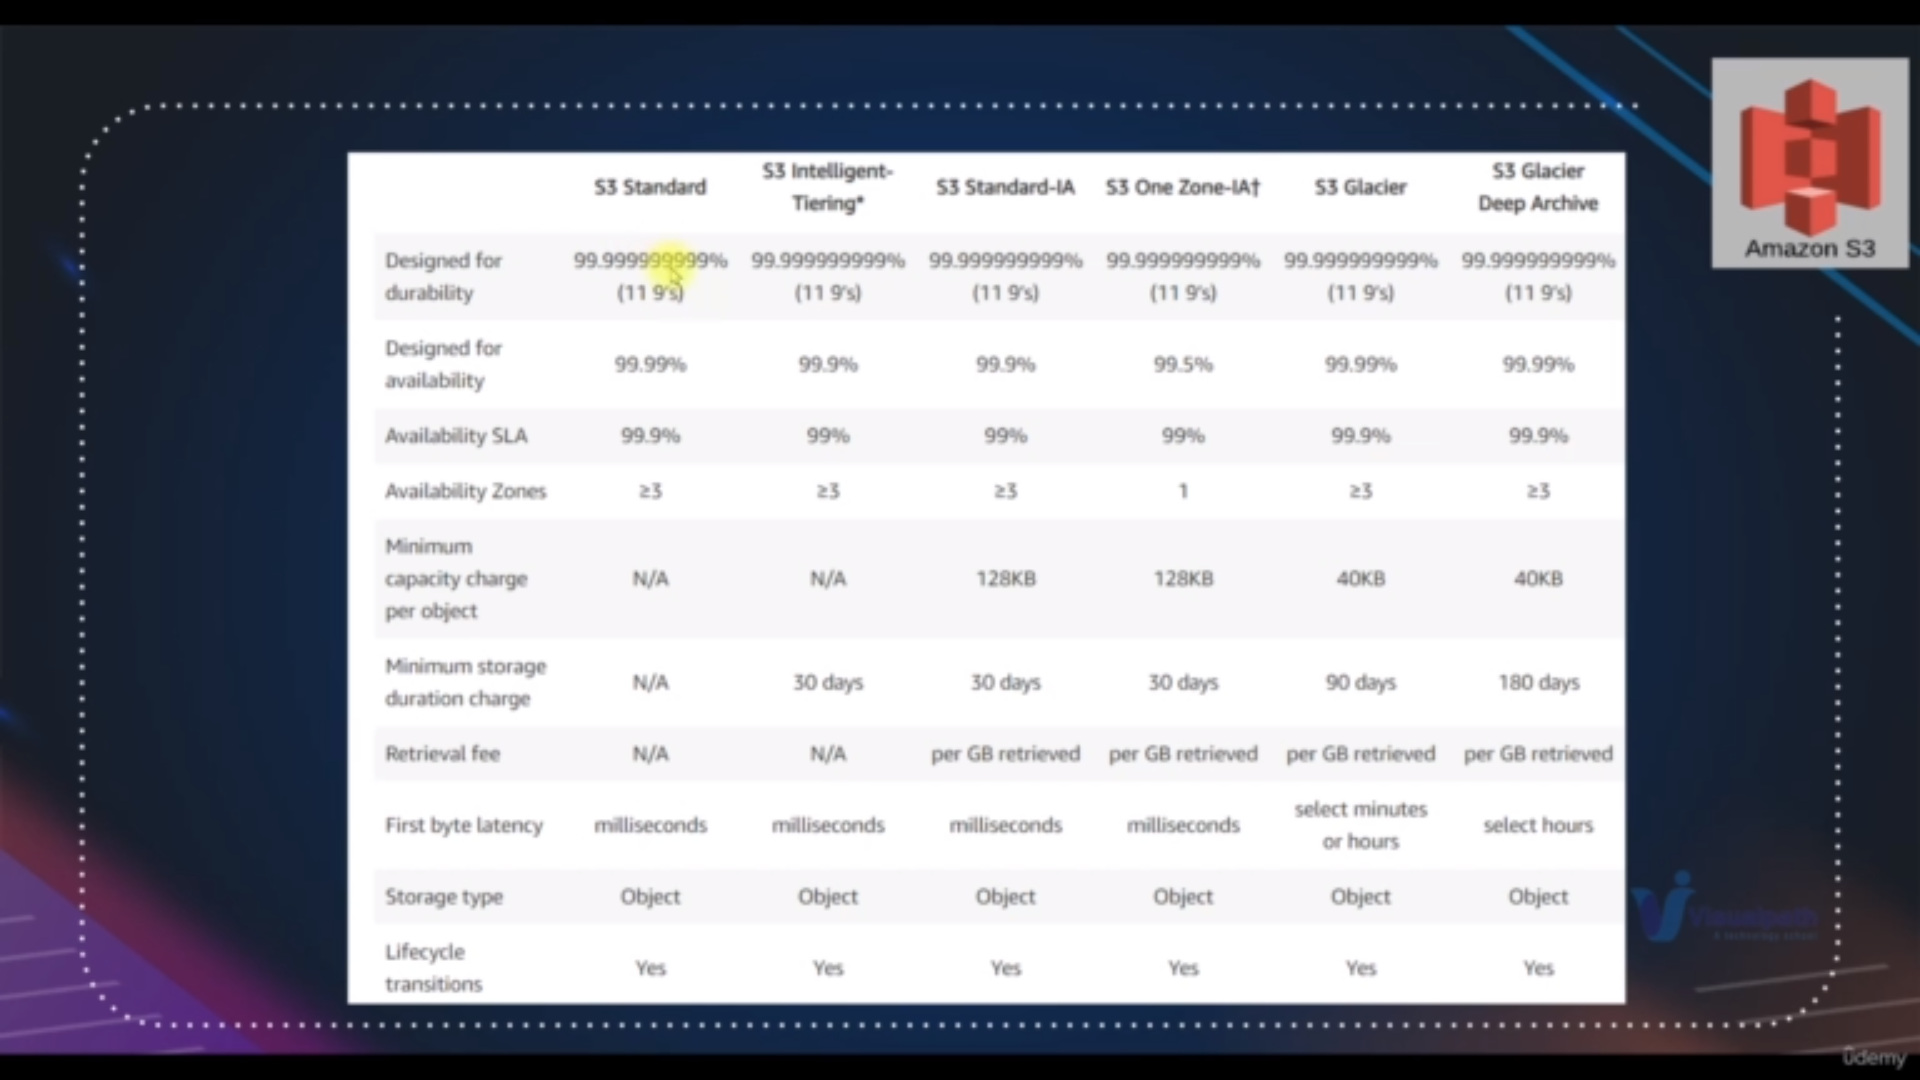 S3 Standard
S3 Intelligent-
Tiering*
S3 Standard-IA
S3 One Zone-IA†
S3 Glacier
S3 Glacier
Deep Archive
Designed for
durability
99.999999999%
(11 9's)
99.999999999%
(11 9's)
99.999999999%
(11 9's)
99.999999999%
(11 9's)
99.999999999%
(11 9's)
99.999999999%
(11 9's)
Designed for
availability
99.99%
99.9%
99.9%
99.5%
99.99%
99.99%
Availability SLA
99.9%
99%
99%
99%
99.9%
99.9%
Availability Zones
≥3
≥3
≥3
1
≥3
≥3
Minimum
capacity charge
per object
N/A
N/A
128KB
128KB
40KB
40KB
Minimum storage
duration charge
N/A
30 days
30 days
30 days
90 days
180 days
Retrieval fee
N/A
N/A
per GB retrieved
per GB retrieved
per GB retrieved
per GB retrieved
First byte latency
milliseconds
milliseconds
milliseconds
milliseconds
select minutes
or hours
select hours
Storage type
Object
Object
Object
Object
Object
Object
Lifecycle
transitions
Yes
Yes
Yes
Yes
Yes
Yes
Amazon S3
Visualpath
ûdemy